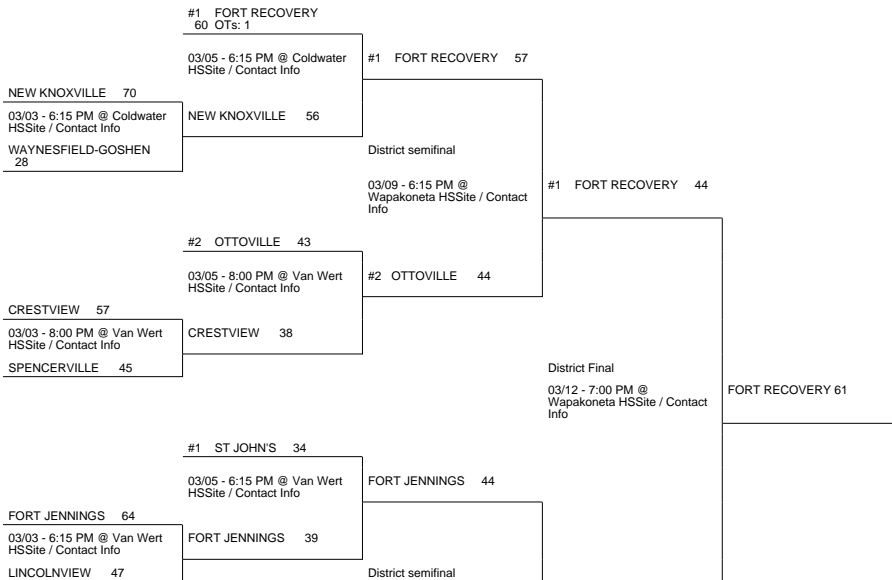 #1 FORT RECOVERY
60 OTs: 1
03/05 - 6:15 PM @ Coldwater
HSSite / Contact Info
#1 FORT RECOVERY 57
NEW KNOXVILLE 70
03/03 - 6:15 PM @ Coldwater
HSSite / Contact Info
NEW KNOXVILLE 56
WAYNESFIELD-GOSHEN
28
District semifinal
03/09 - 6:15 PM @
Wapakoneta HSSite / Contact
Info
#1 FORT RECOVERY 44
#2 OTTOVILLE 43
03/05 - 8:00 PM @ Van Wert
HSSite / Contact Info
#2 OTTOVILLE 44
CRESTVIEW 57
03/03 - 8:00 PM @ Van Wert
HSSite / Contact Info
CRESTVIEW 38
SPENCERVILLE 45
District Final
03/12 - 7:00 PM @
Wapakoneta HSSite / Contact
Info
FORT RECOVERY 61
#1 ST JOHN'S 34
03/05 - 6:15 PM @ Van Wert
HSSite / Contact Info
FORT JENNINGS 44
FORT JENNINGS 64
03/03 - 6:15 PM @ Van Wert
HSSite / Contact Info
FORT JENNINGS 39
LINCOLNVIEW 47
District semifinal